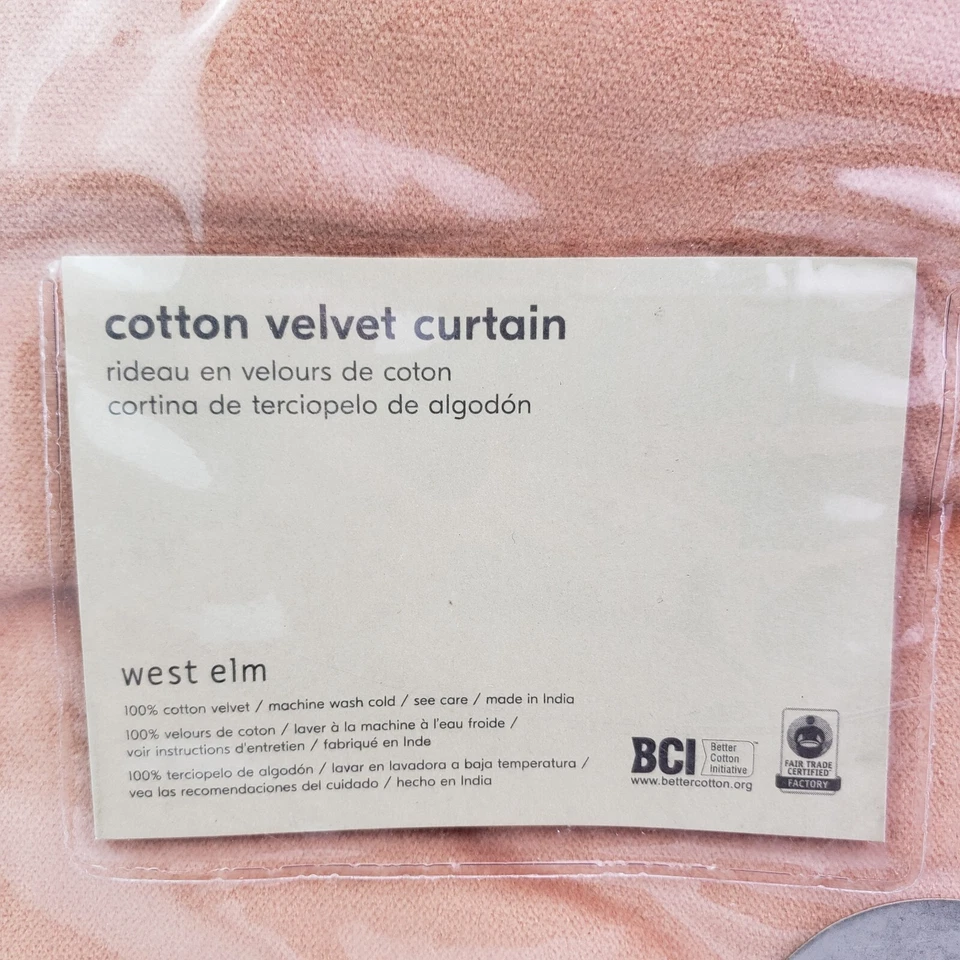 cotton velvet curtain
rideau en velours de coton
cortina de terciopelo de algodón
west elm
100% cotton velvet / machine wash cold / see care / made in India
100% velours de coton / laver à la machine à l'eau froide /
voir instructions d'entretien / fabriqué en Inde
100% terciopelo de algodón / lavar en lavadora a baja temperatura /
vea las recomendaciones del cuidado / hecho en India
BCI
Better
Cotton
Initiative™
www.bettercotton.org
FAIR TRADE
CERTIFIED™
FACTORY